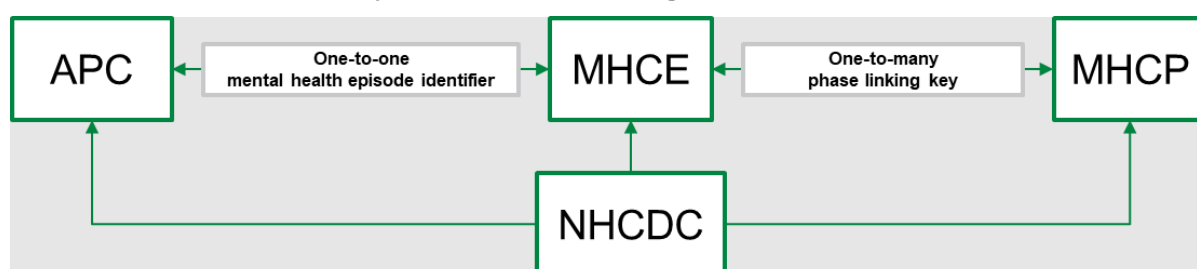 APC
One-to-one
mental health episode identifier
MHCE
One-to-many
phase linking key
MHCP
NHCDC